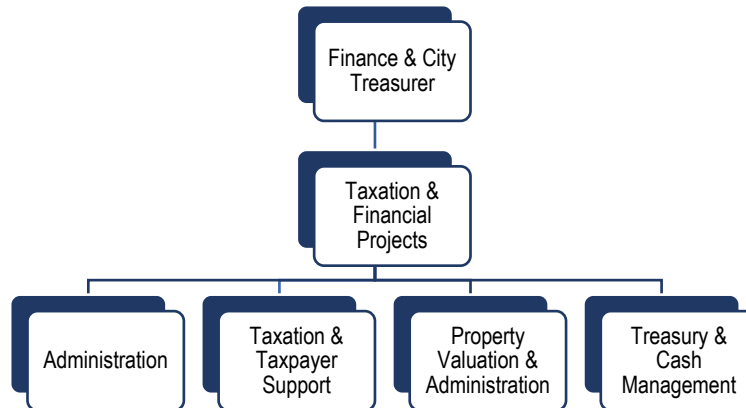 Finance & City
Treasurer
Taxation &
Financial
Projects
Administration
Taxation &
Taxpayer
Support
Property
Valuation &
Administration
Treasury &
Cash
Management